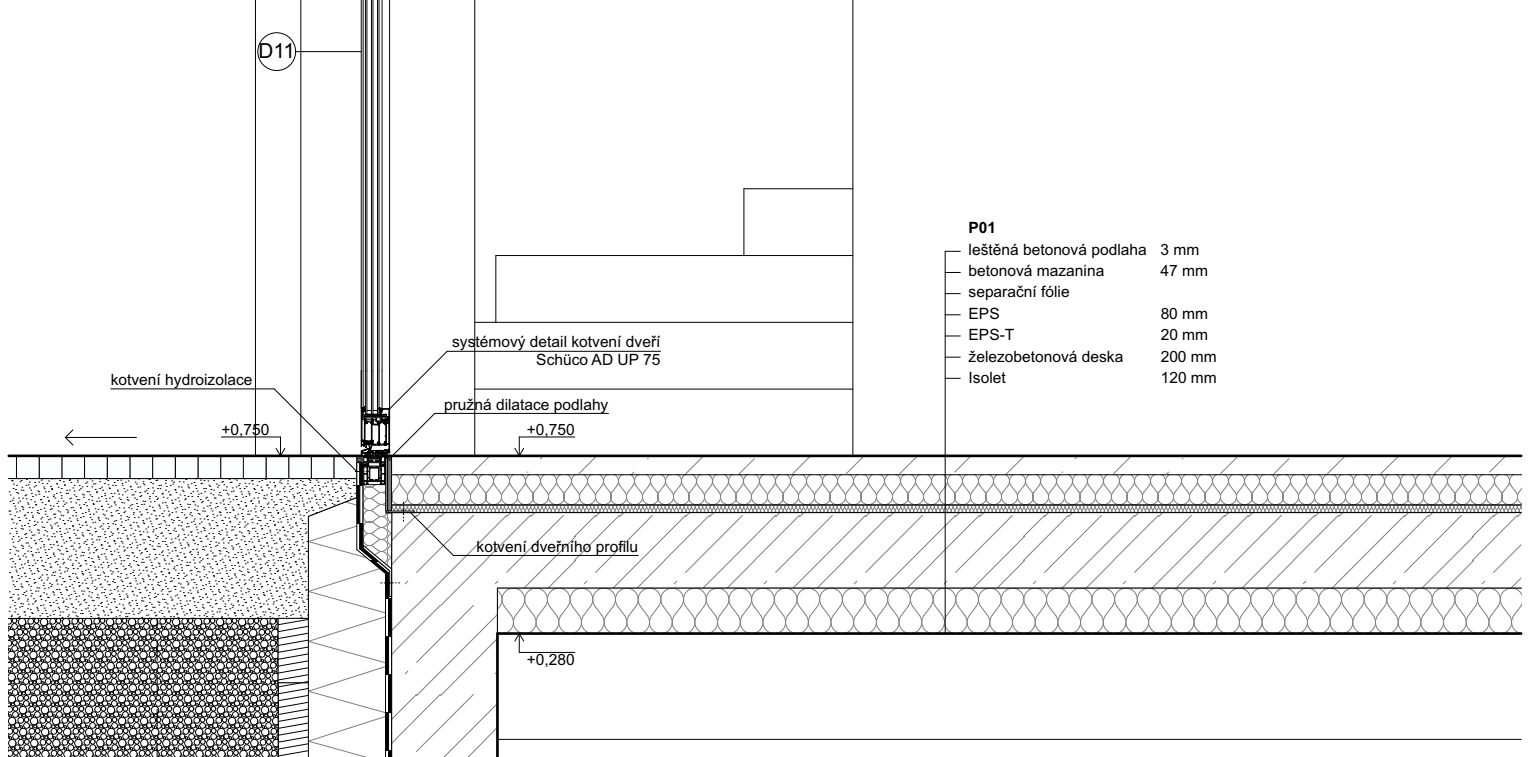 D11
P01
leštěná betonová podlaha 3 mm
betonová mazanina 47 mm
separační fólie
EPS 80 mm
EPS-T 20 mm
železobetonová deska 200 mm
Isolet 120 mm
systémový detail kotvení dveří
Schüco AD UP 75
kotvení hydroizolace
pružná dilatace podlahy
+0,750
+0,750
kotvení dveřního profilu
+0,280